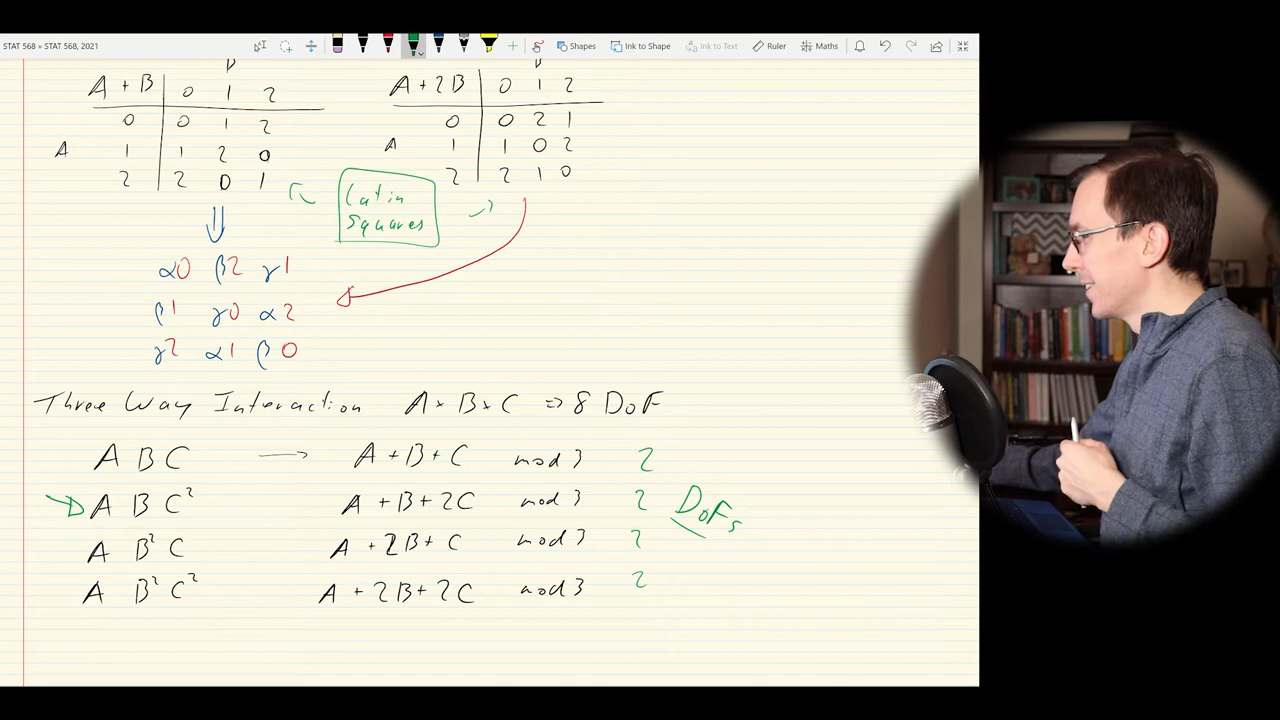 STAT 568 » STAT 568, 2021
Shapes Ink to Shape Ink to Text Ruler Maths
A + B 0 1 2
0 0 1 2
A 1 1 2 0
2 2 0 1
A + 2B 0 1 2
0 0 2 1
A 1 1 0 2
2 2 1 0
Latin
Squares
α0 β2 γ1
β1 γ0 α2
γ2 α1 β0
Three Way Interaction A × B × C ⇒ 8 DoF
A B C → A + B + C mod 3 2
A B C² A + B + 2C mod 3 2 DoFs
A B² C A + 2B + C mod 3 2
A B² C² A + 2B + 2C mod 3 2